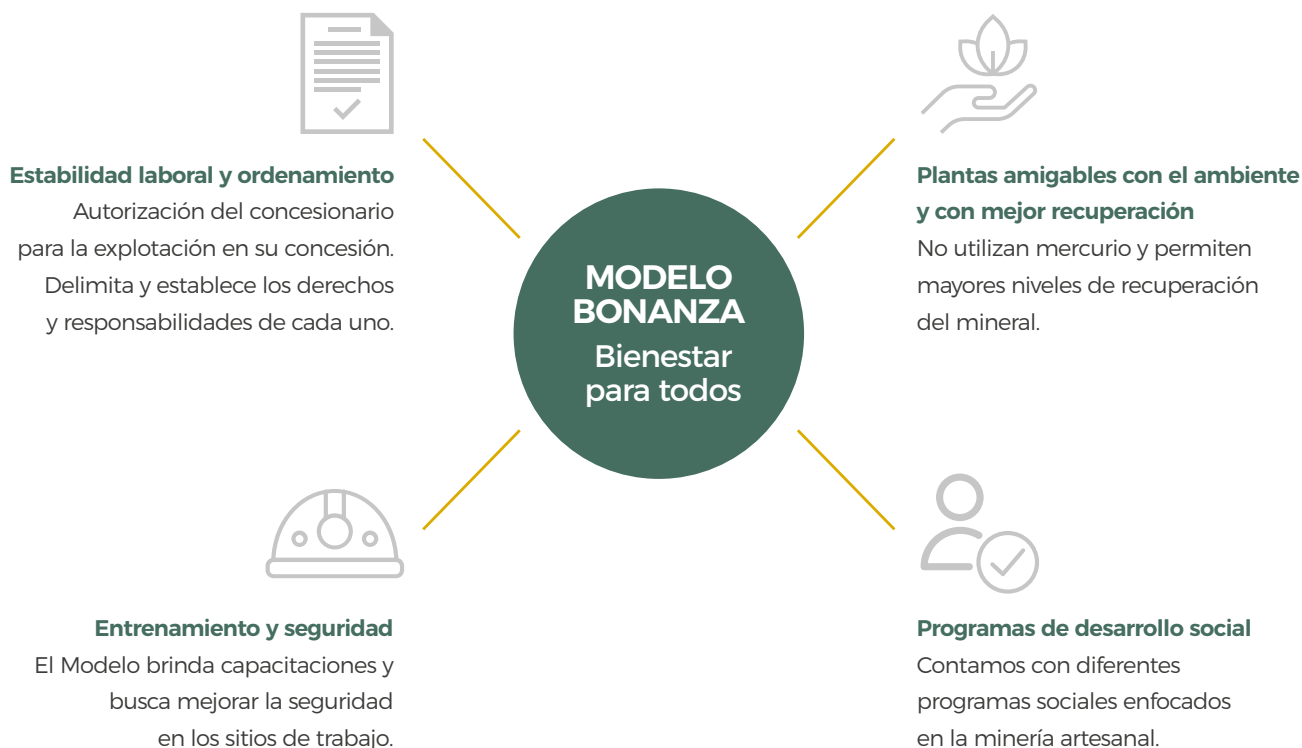 Estabilidad laboral y ordenamiento
Autorización del concesionario
para la explotación en su concesión.
Delimita y establece los derechos
y responsabilidades de cada uno.
Plantas amigables con el ambiente
y con mejor recuperación
No utilizan mercurio y permiten
mayores niveles de recuperación
del mineral.
MODELO
BONANZA
Bienestar
para todos
Entrenamiento y seguridad
El Modelo brinda capacitaciones y
busca mejorar la seguridad
en los sitios de trabajo.
Programas de desarrollo social
Contamos con diferentes
programas sociales enfocados
en la minería artesanal.